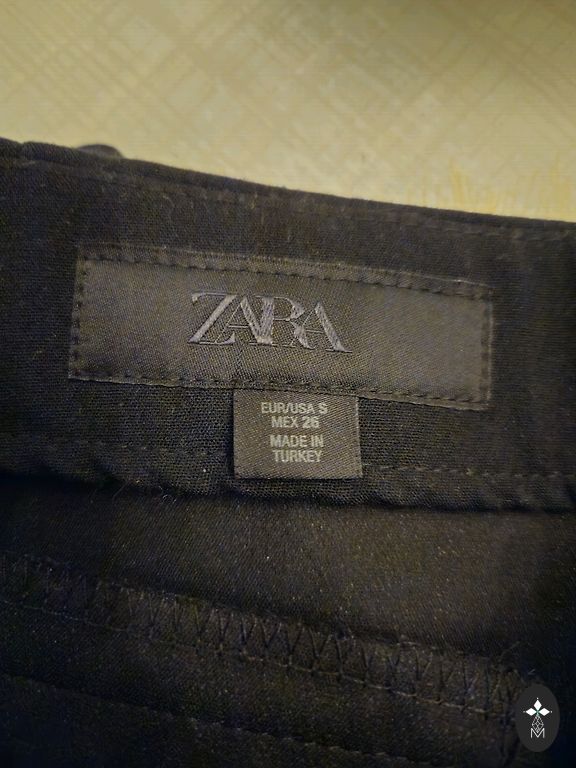 ZARA
EUR/USA S
MEX 26
MADE IN
TURKEY
M